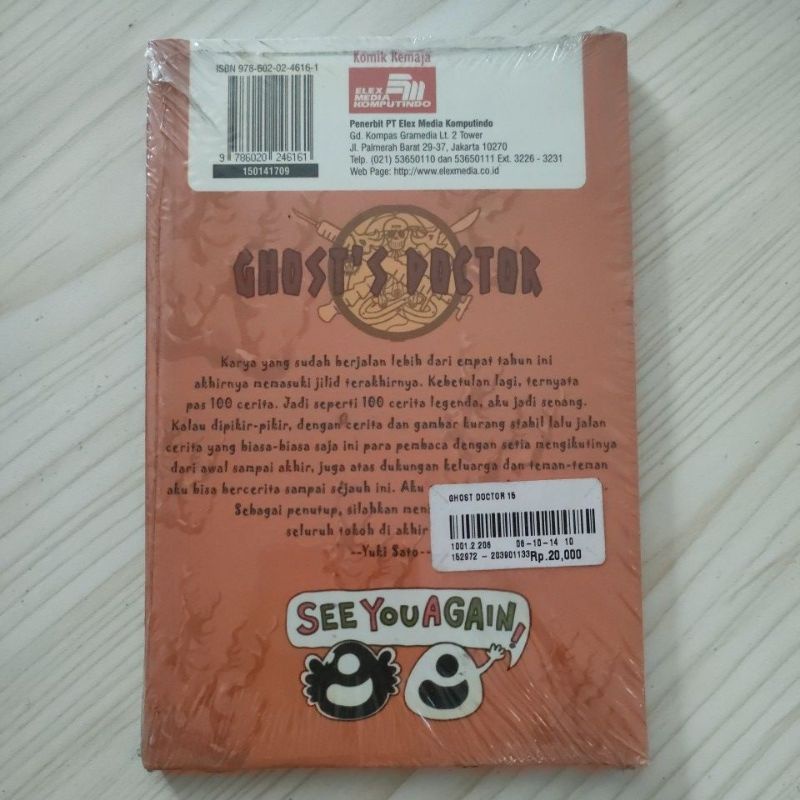 Komik Remaja
ISBN 978-602-02-4616-1
9 786020 246161
150141709
ELEX
MEDIA
KOMPUTINDO
Penerbit PT Elex Media Komputindo
Gd. Kompas Gramedia Lt. 2 Tower
Jl. Palmerah Barat 29-37, Jakarta 10270
Telp. (021) 53650110 dan 53650111 Ext. 3226 - 3231
Web Page: http://www.elexmedia.co.id
GHOST'S DOCTOR
Karya yang sudah berjalan lebih dari empat tahun ini
akhirnya memasuki jilid terakhirnya. Kebetulan lagi, ternyata
pas 100 cerita. Jadi seperti 100 cerita legenda, aku jadi senang.
Kalau dipikir-pikir, dengan cerita dan gambar kurang stabil lalu jalan
cerita yang biasa-biasa saja ini para pembaca dengan setia mengikutinya
dari awal sampai akhir, juga atas dukungan keluarga dan teman-teman
aku bisa bercerita sampai sejauh ini. Aku
Sebagai penutup, silahkan
seluruh tokoh di akhir
--Yuki Sato--
GHOST DOCTOR 15
1001.2.206 06-10-14 10
152972 - 203901133 Rp.20,000
SEE YOU AGAIN!